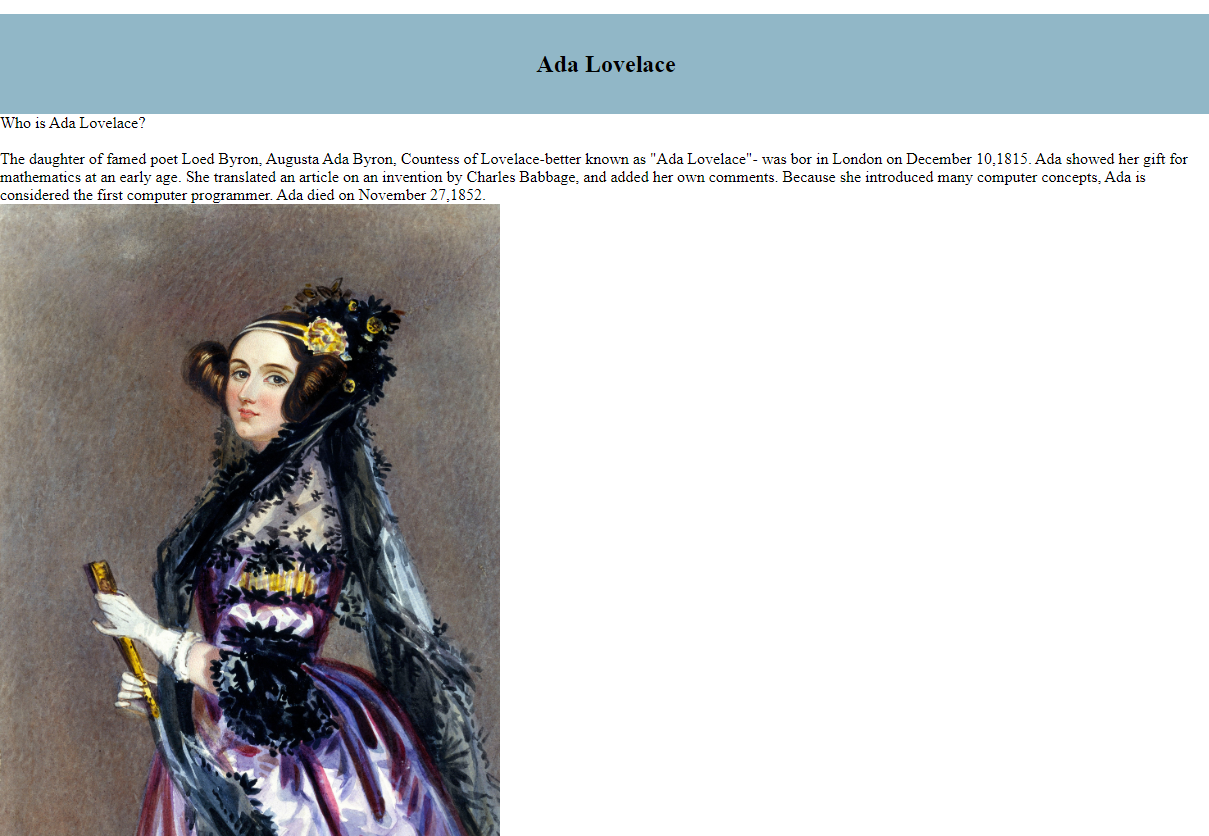 Ada Lovelace
Who is Ada Lovelace?
The daughter of famed poet Loed Byron, Augusta Ada Byron, Countess of Lovelace-better known as "Ada Lovelace"- was bor in London on December 10,1815. Ada showed her gift for
mathematics at an early age. She translated an article on an invention by Charles Babbage, and added her own comments. Because she introduced many computer concepts, Ada is
considered the first computer programmer. Ada died on November 27,1852.